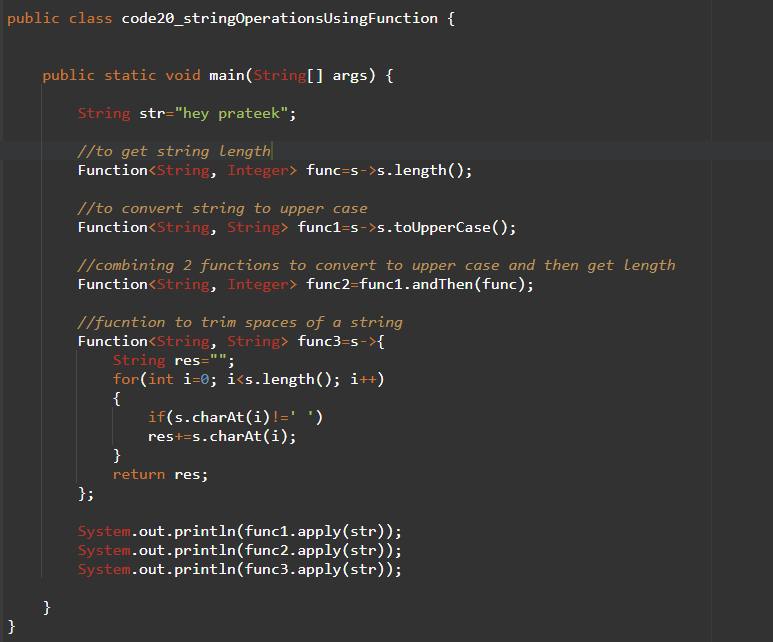 public class code20_stringOperationsUsingFunction {
public static void main(String[] args) {
String str="hey prateek";
//to get string length
Function<String, Integer> func=s->s.length();
//to convert string to upper case
Function<String, String> func1=s->s.toUpperCase();
//combining 2 functions to convert to upper case and then get length
Function<String, Integer> func2=func1.andThen(func);
//fucntion to trim spaces of a string
Function<String, String> func3=s->{
String res="";
for(int i=0; i<s.length(); i++)
{
if(s.charAt(i)!=' ')
res+=s.charAt(i);
}
return res;
};
System.out.println(func1.apply(str));
System.out.println(func2.apply(str));
System.out.println(func3.apply(str));
}
}